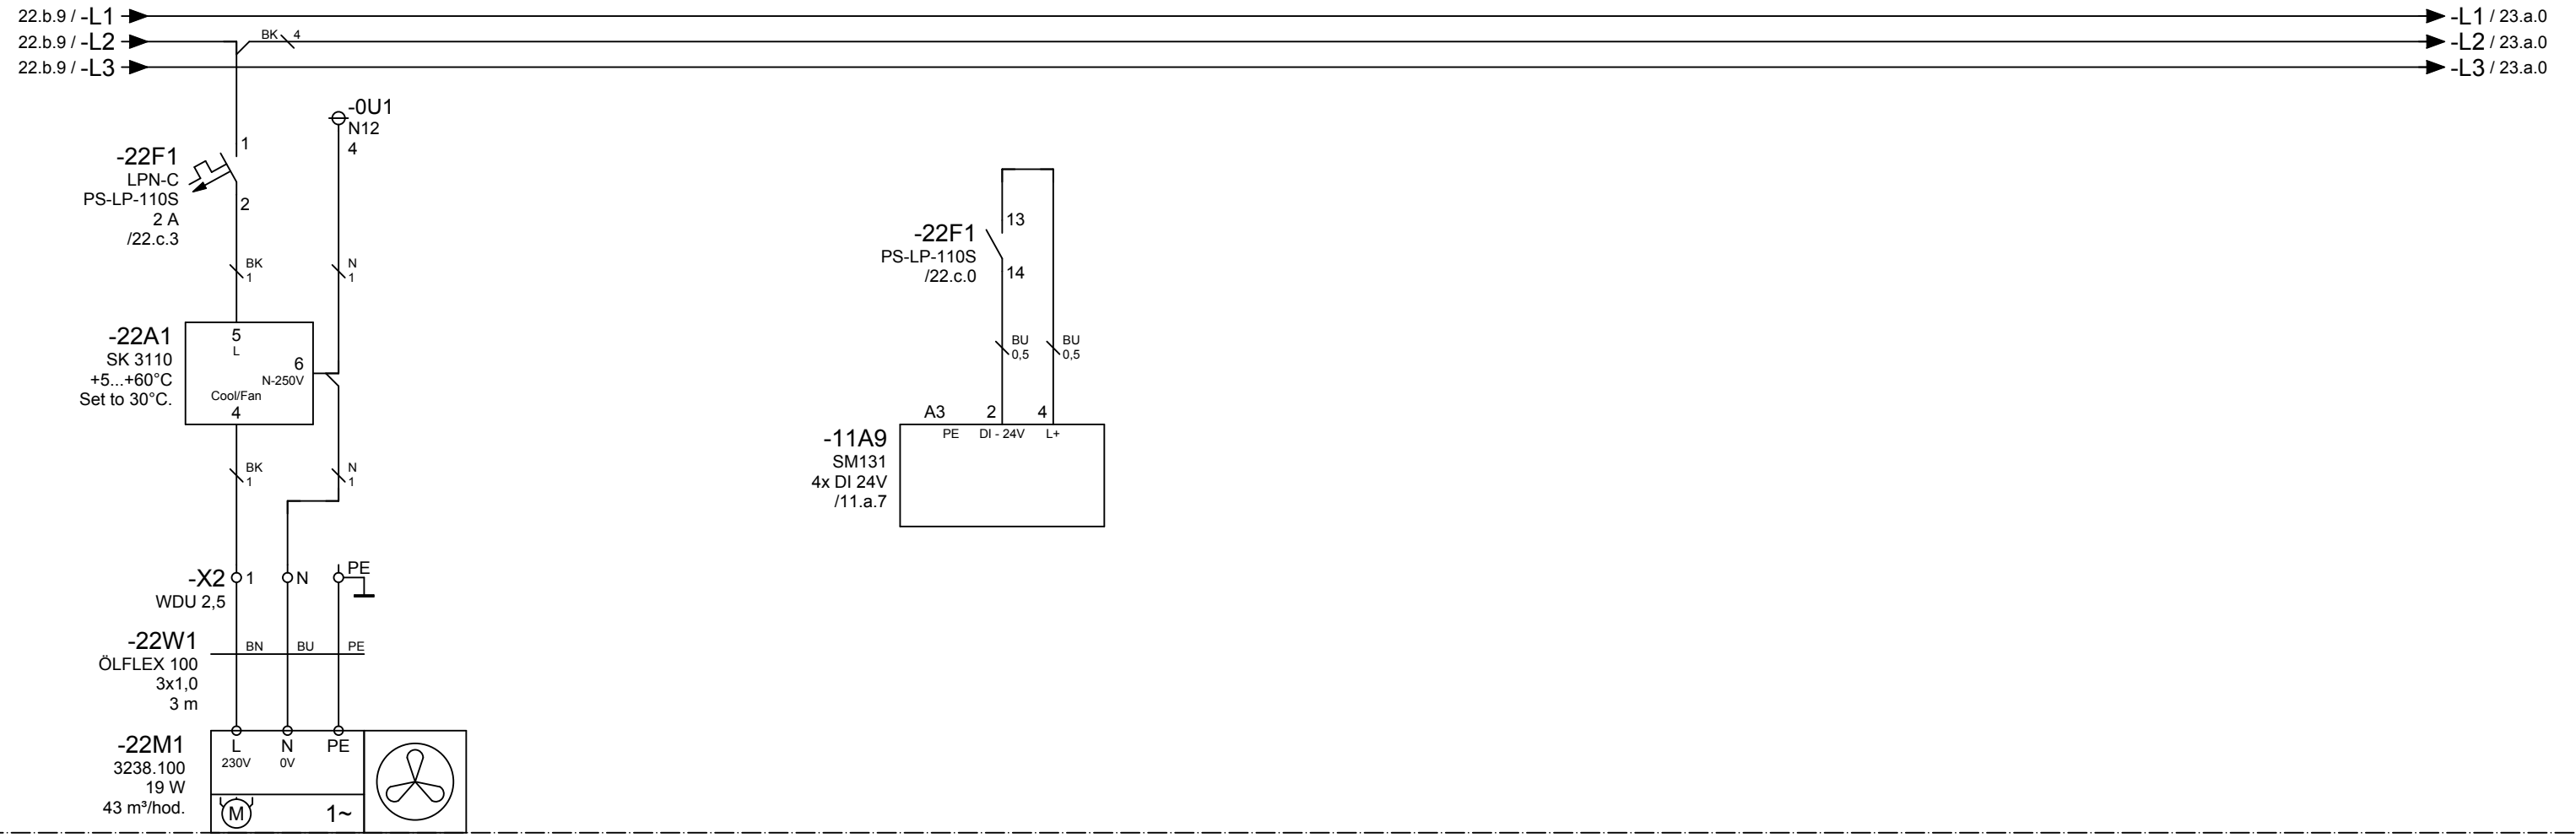 22.b.9 / -L1
-L1 / 23.a.0
22.b.9 / -L2
BK 4
-L2 / 23.a.0
22.b.9 / -L3
-L3 / 23.a.0
-0U1
N12
4
1
-22F1
LPN-C
PS-LP-110S
2 A
/22.c.3
2
BK
1
N
1
-22A1
SK 3110
+5...+60°C
Set to 30°C.
5
L
6
N-250V
Cool/Fan
4
BK
1
N
1
-X2
WDU 2,5
1
N
PE
-22W1
ÖLFLEX 100
3x1,0
3 m
BN
BU
PE
-22M1
3238.100
19 W
43 m³/hod.
L
230V
N
0V
PE
M
1~
-22F1
PS-LP-110S
/22.c.0
13
14
BU
0,5
BU
0,5
-11A9
SM131
4x DI 24V
/11.a.7
A3
2
4
PE
DI - 24V
L+